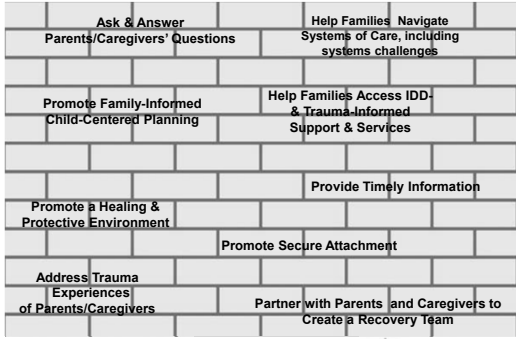 Ask & Answer
Parents/Caregivers' Questions
Help Families Navigate
Systems of Care, including
systems challenges
Promote Family-Informed
Child-Centered Planning
Help Families Access IDD-
& Trauma-Informed
Support & Services
Provide Timely Information
Promote a Healing &
Protective Environment
Promote Secure Attachment
Address Trauma
Experiences
of Parents/Caregivers
Partner with Parents and Caregivers to
Create a Recovery Team